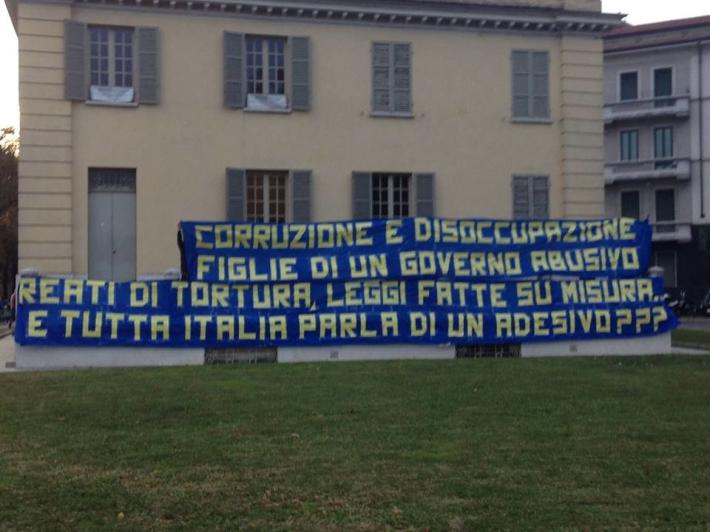 CORRUZIONE E DISOCCUPAZIONE
FIGLIE DI UN GOVERNO ABUSIVO
REATI DI TORTURA, LEGGI FATTE SU MISURA..
E TUTTA ITALIA PARLA DI UN ADESIVO???